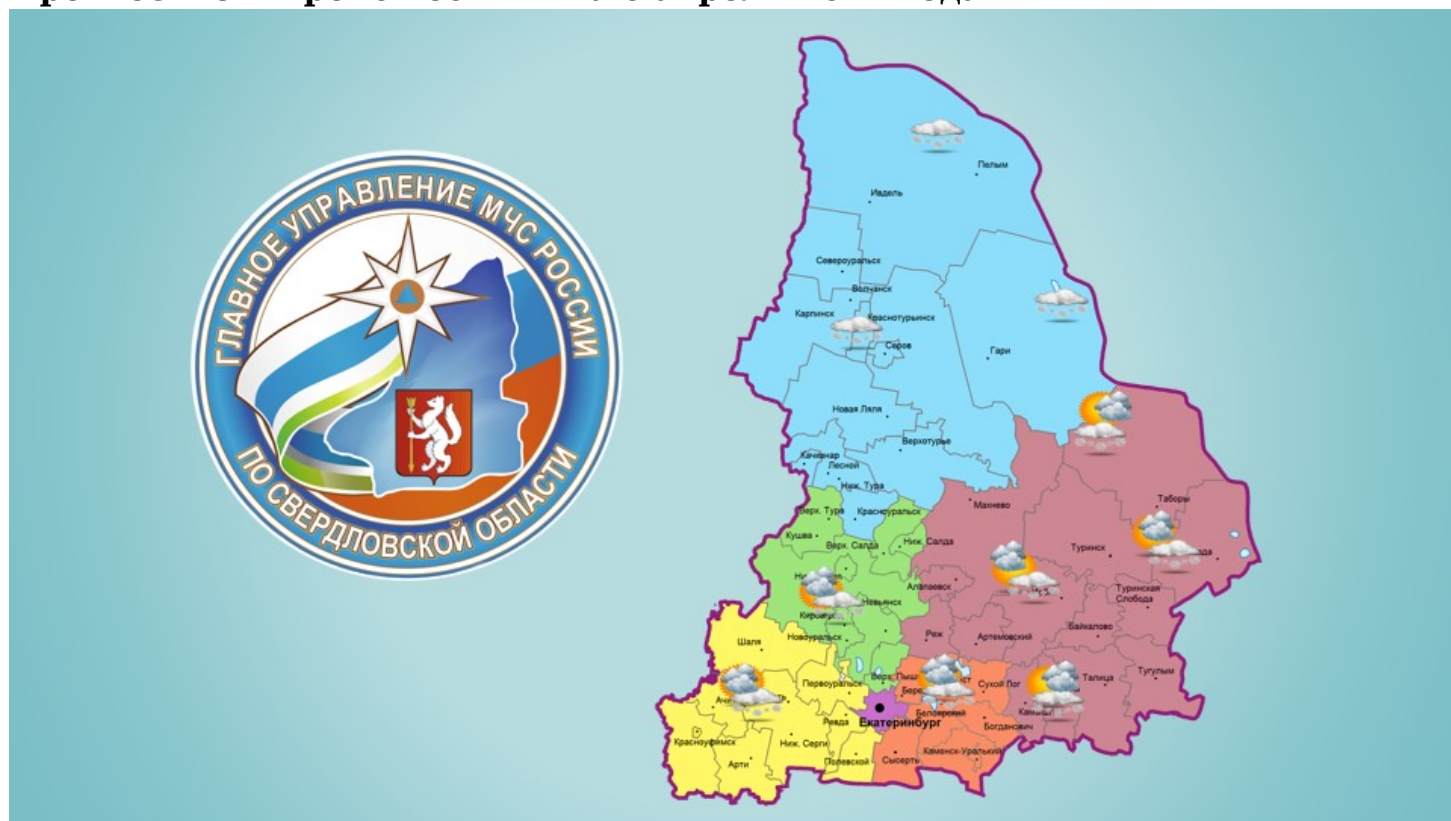 ГЛАВНОЕ УПРАВЛЕНИЕ МЧС РОССИИ
ПО СВЕРДЛОВСКОЙ ОБЛАСТИ
Пелым
Ивдель
Североуральск
Волчанск
Карпинск
Краснотурьинск
Серов
Гари
Новая Ляля
Верхотурье
Качканар
Лесной
Ниж. Тура
Махнево
Таборы
Верх. Тура
Красноуральск
Кушва
Верх. Салда
Ниж. Салда
Туринск
Алапаевск
Туринская
Слобода
Невьянск
Байкалово
Шаля
Новоуральск
Реж
Артемовский
Тугулым
Талица
Сухой Лог
Первоуральск
Ревда
Екатеринбург
Белоярский
Богданович
Красноуфимск
Ниж. Серги
Арти
Полевской
Сысерть
Каменск-Уральский